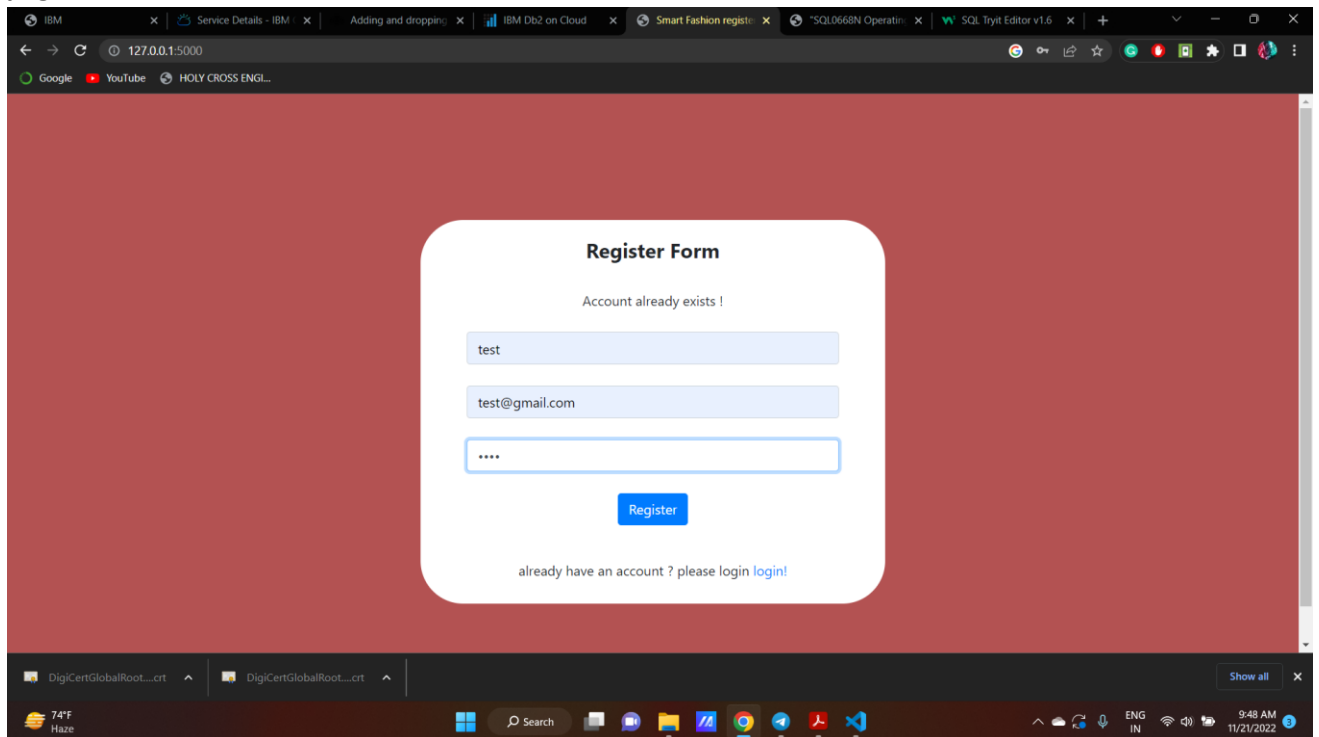 IBM
Service Details - IBM
Adding and dropping
IBM Db2 on Cloud
Smart Fashion registe
"SQL0668N Operatin
SQL Tryit Editor v1.6
127.0.0.1:5000
Google
YouTube
HOLY CROSS ENGI...
Register Form
Account already exists !
test
test@gmail.com
••••
Register
already have an account ? please login login!
DigiCertGlobalRoot....crt
DigiCertGlobalRoot....crt
Show all
74°F
Haze
Search
ENG
IN
9:48 AM
11/21/2022
3